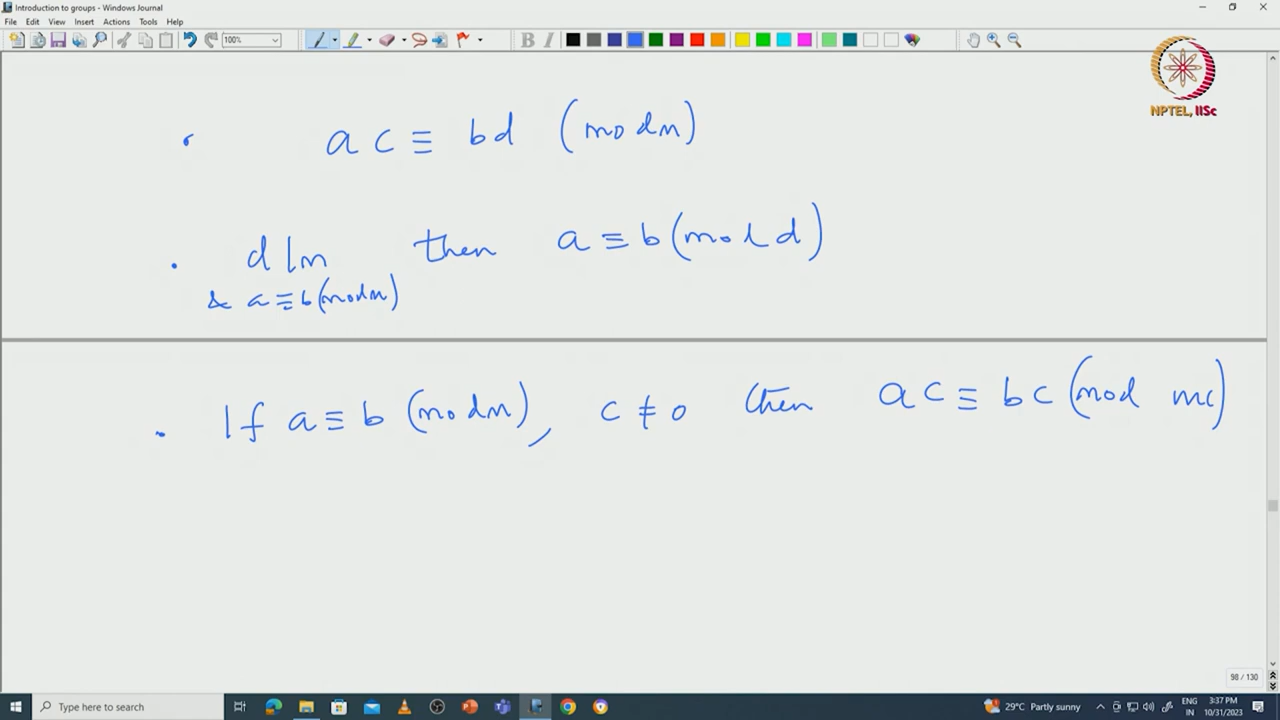 Introduction to groups - Windows Journal
File Edit View Insert Actions Tools Help
100%
NPTEL, IISc
· ac ≡ bd (mod m)
· d|m then a ≡ b (mod d)
& a ≡ b (mod m)
· If a ≡ b (mod m), c ≠ 0 then ac ≡ bc (mod mc)
98 / 130
Type here to search
29°C Partly sunny
ENG
IN
3:37 PM
10/31/2023